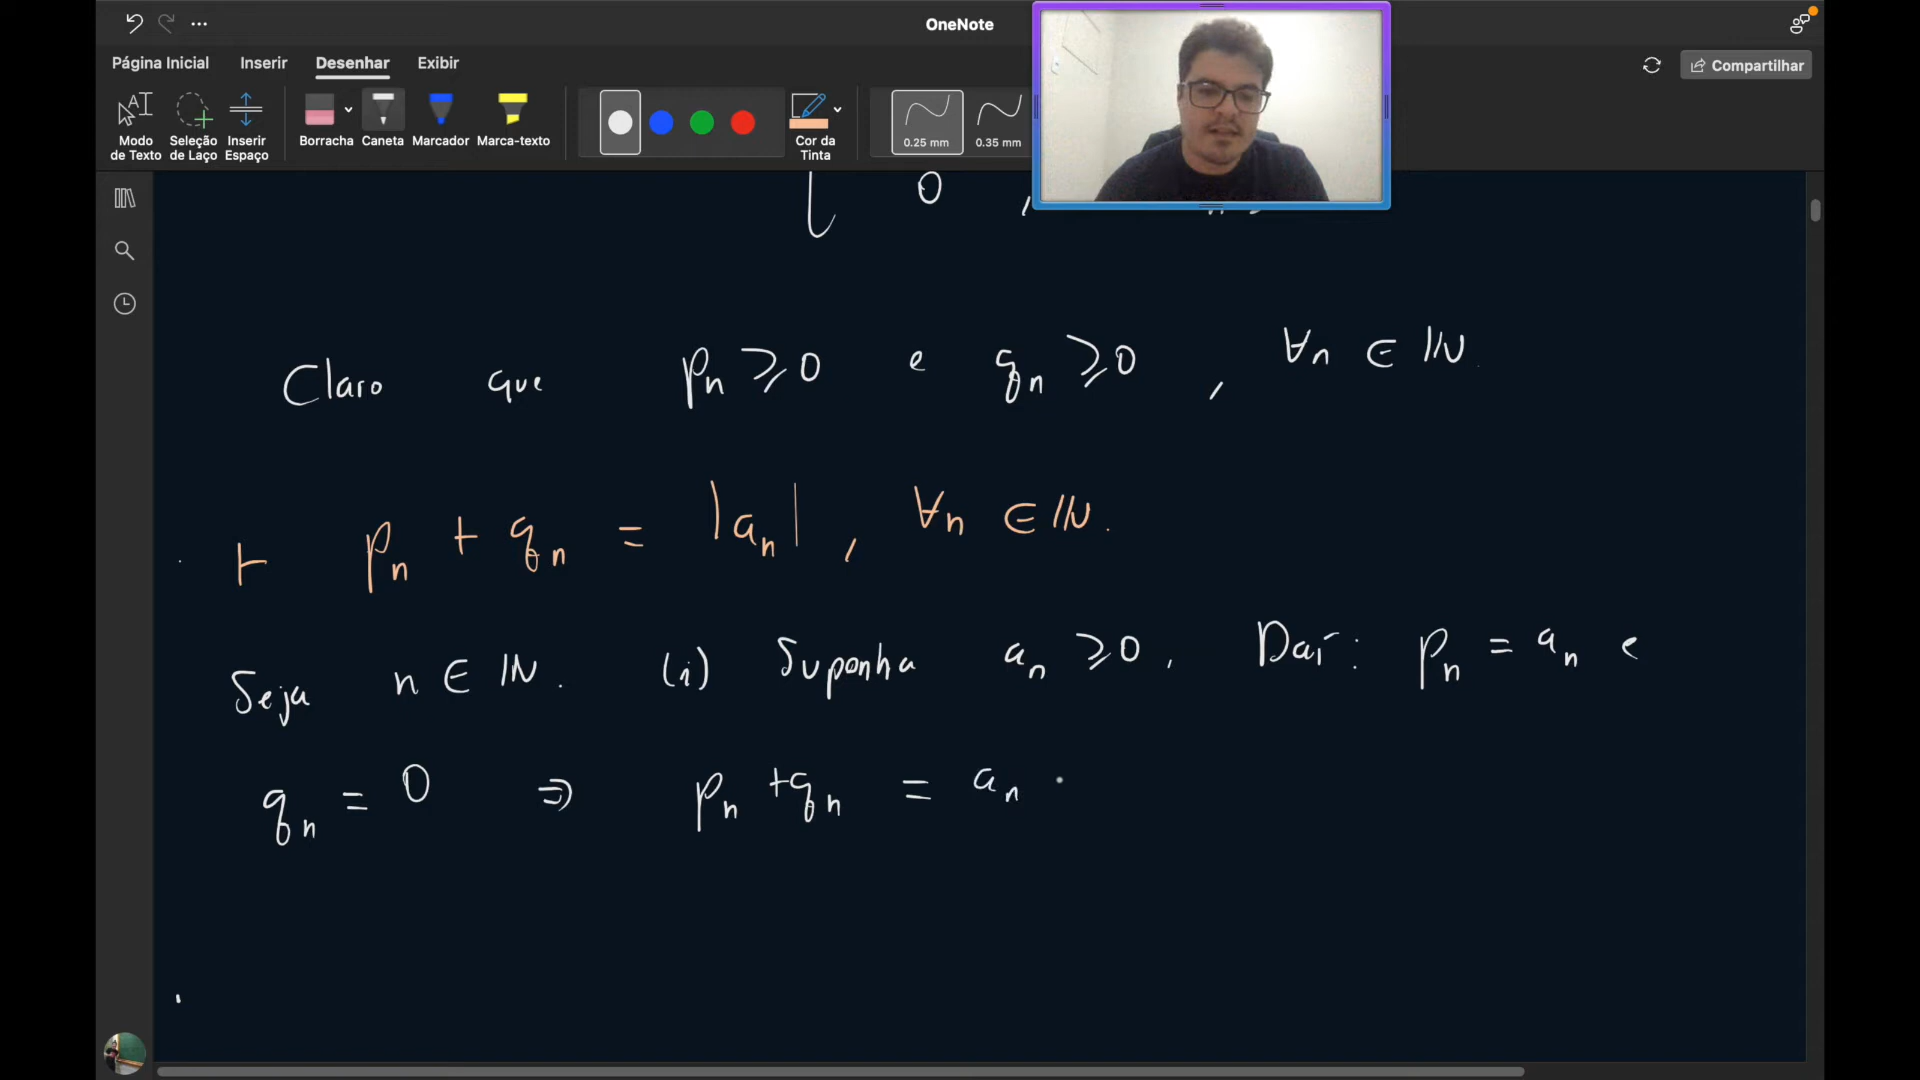 OneNote
Página Inicial Inserir Desenhar Exibir
Compartilhar
Modo de Texto
Seleção de Laço
Inserir Espaço
Borracha
Caneta
Marcador
Marca-texto
Cor da Tinta
0.25 mm
0.35 mm
0 ,
Claro que pₙ ⩾ 0 e qₙ ⩾ 0 , ∀n ∈ ℕ.
⊢ pₙ + qₙ = |aₙ| , ∀n ∈ ℕ.
Seja n ∈ ℕ. (i) Suponha aₙ ⩾ 0. Daí: pₙ = aₙ e
qₙ = 0 ⇒ pₙ + qₙ = aₙ